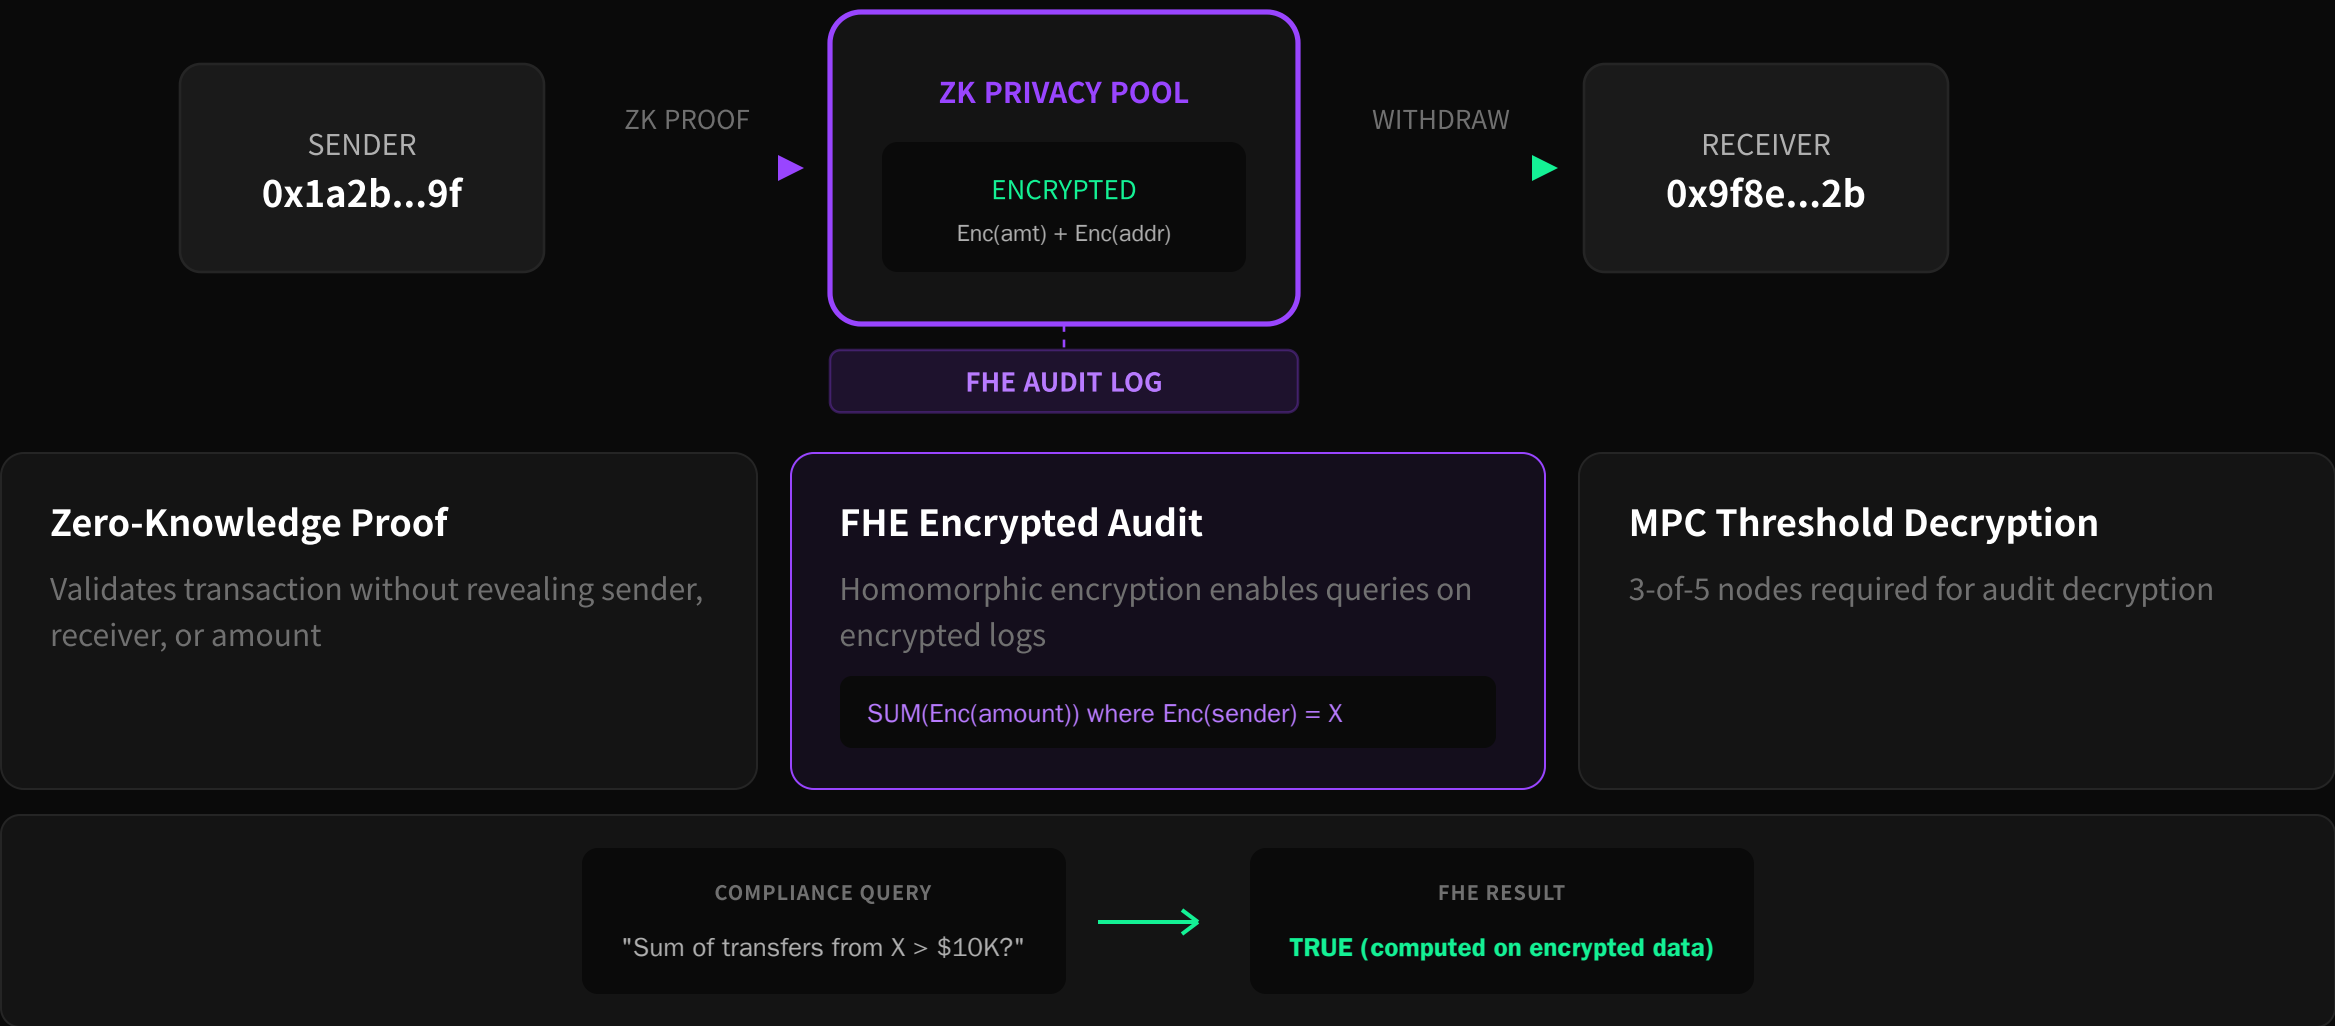 SENDER
0x1a2b...9f
ZK PROOF
ZK PRIVACY POOL
ENCRYPTED
Enc(amt) + Enc(addr)
WITHDRAW
RECEIVER
0x9f8e...2b
FHE AUDIT LOG
Zero-Knowledge Proof
Validates transaction without revealing sender,
receiver, or amount
FHE Encrypted Audit
Homomorphic encryption enables queries on
encrypted logs
SUM(Enc(amount)) where Enc(sender) = X
MPC Threshold Decryption
3-of-5 nodes required for audit decryption
COMPLIANCE QUERY
"Sum of transfers from X > $10K?"
FHE RESULT
TRUE (computed on encrypted data)